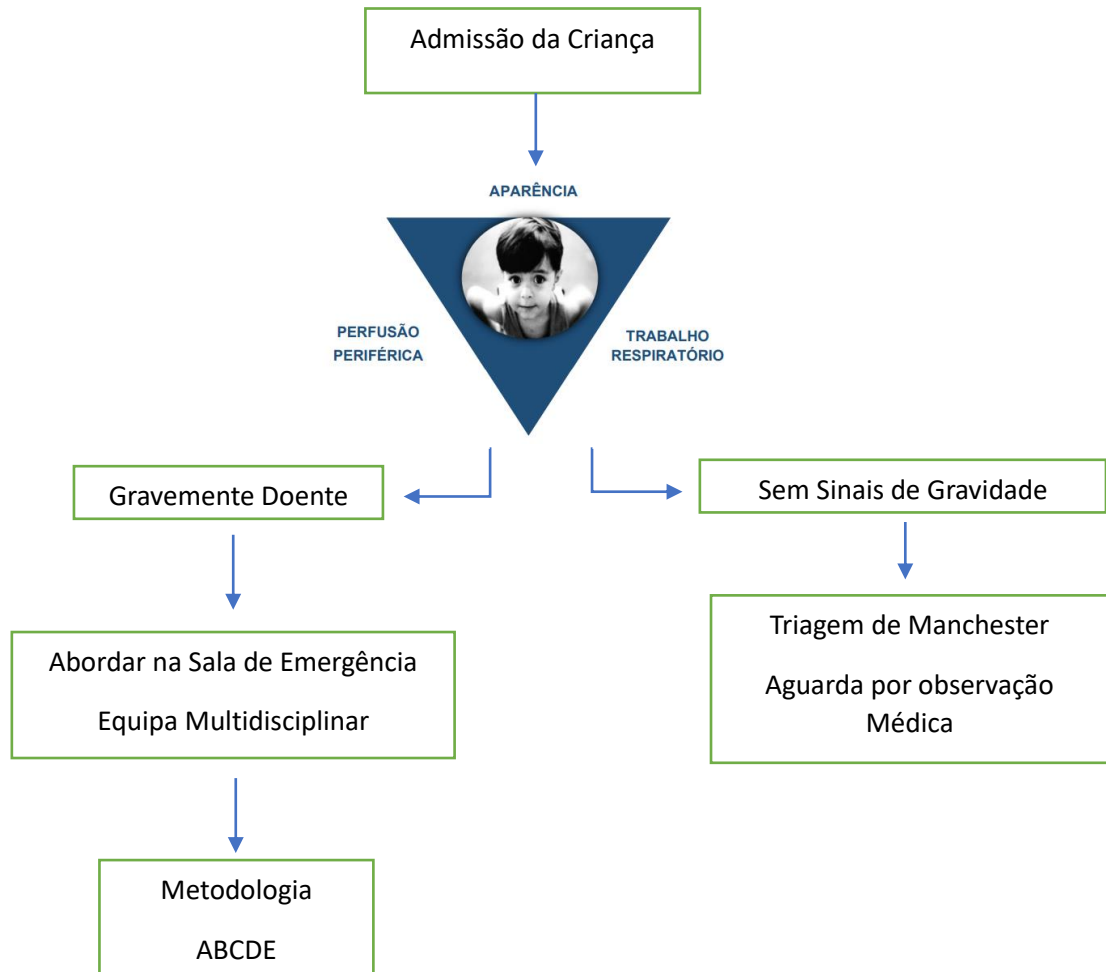 Admissão da Criança
APARÊNCIA
PERFUSÃO
PERIFÉRICA
TRABALHO
RESPIRATÓRIO
Gravemente Doente
Sem Sinais de Gravidade
Abordar na Sala de Emergência
Equipa Multidisciplinar
Triagem de Manchester
Aguarda por observação
Médica
Metodologia
ABCDE